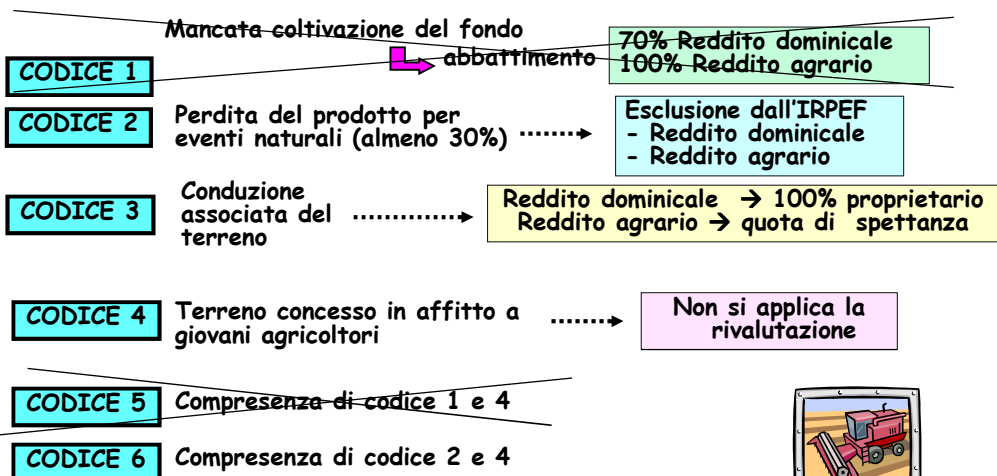 Mancata coltivazione del fondo
abbattimento
70% Reddito dominicale
100% Reddito agrario
CODICE 1
CODICE 2
Perdita del prodotto per
eventi naturali (almeno 30%)
Esclusione dall'IRPEF
- Reddito dominicale
- Reddito agrario
CODICE 3
Conduzione
associata del
terreno
Reddito dominicale → 100% proprietario
Reddito agrario → quota di spettanza
CODICE 4
Terreno concesso in affitto a
giovani agricoltori
Non si applica la
rivalutazione
CODICE 5
Compresenza di codice 1 e 4
CODICE 6
Compresenza di codice 2 e 4